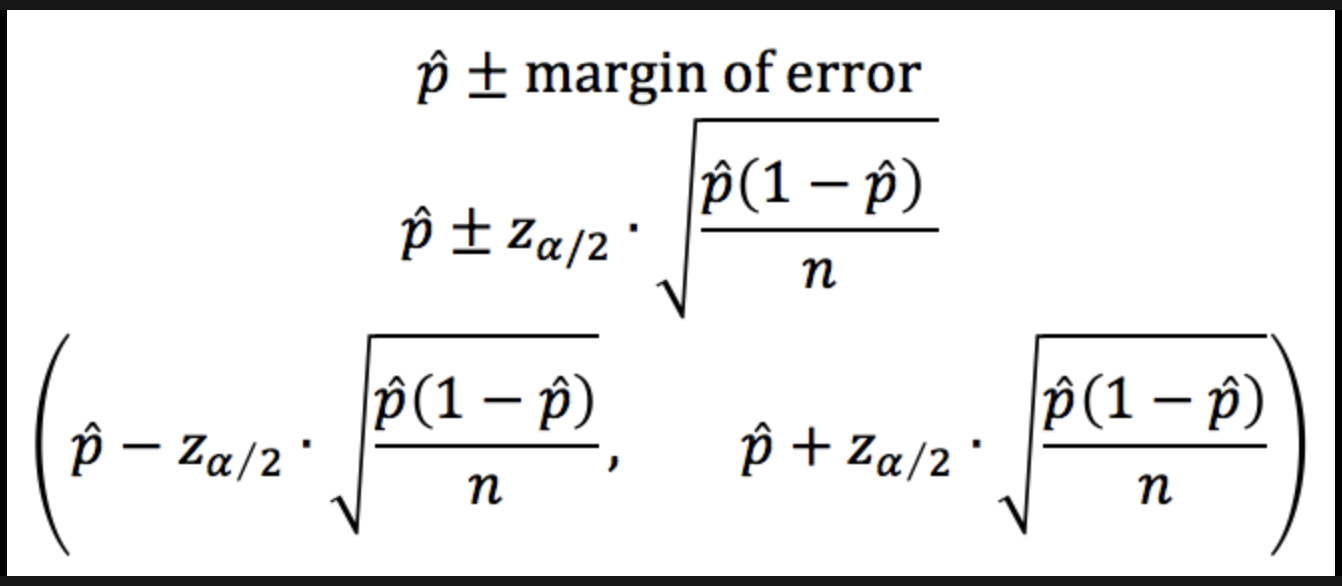 p̂ ± margin of error
p̂ ± z_{α/2} · √(p̂(1 − p̂)/n)
(p̂ − z_{α/2} · √(p̂(1 − p̂)/n), p̂ + z_{α/2} · √(p̂(1 − p̂)/n))